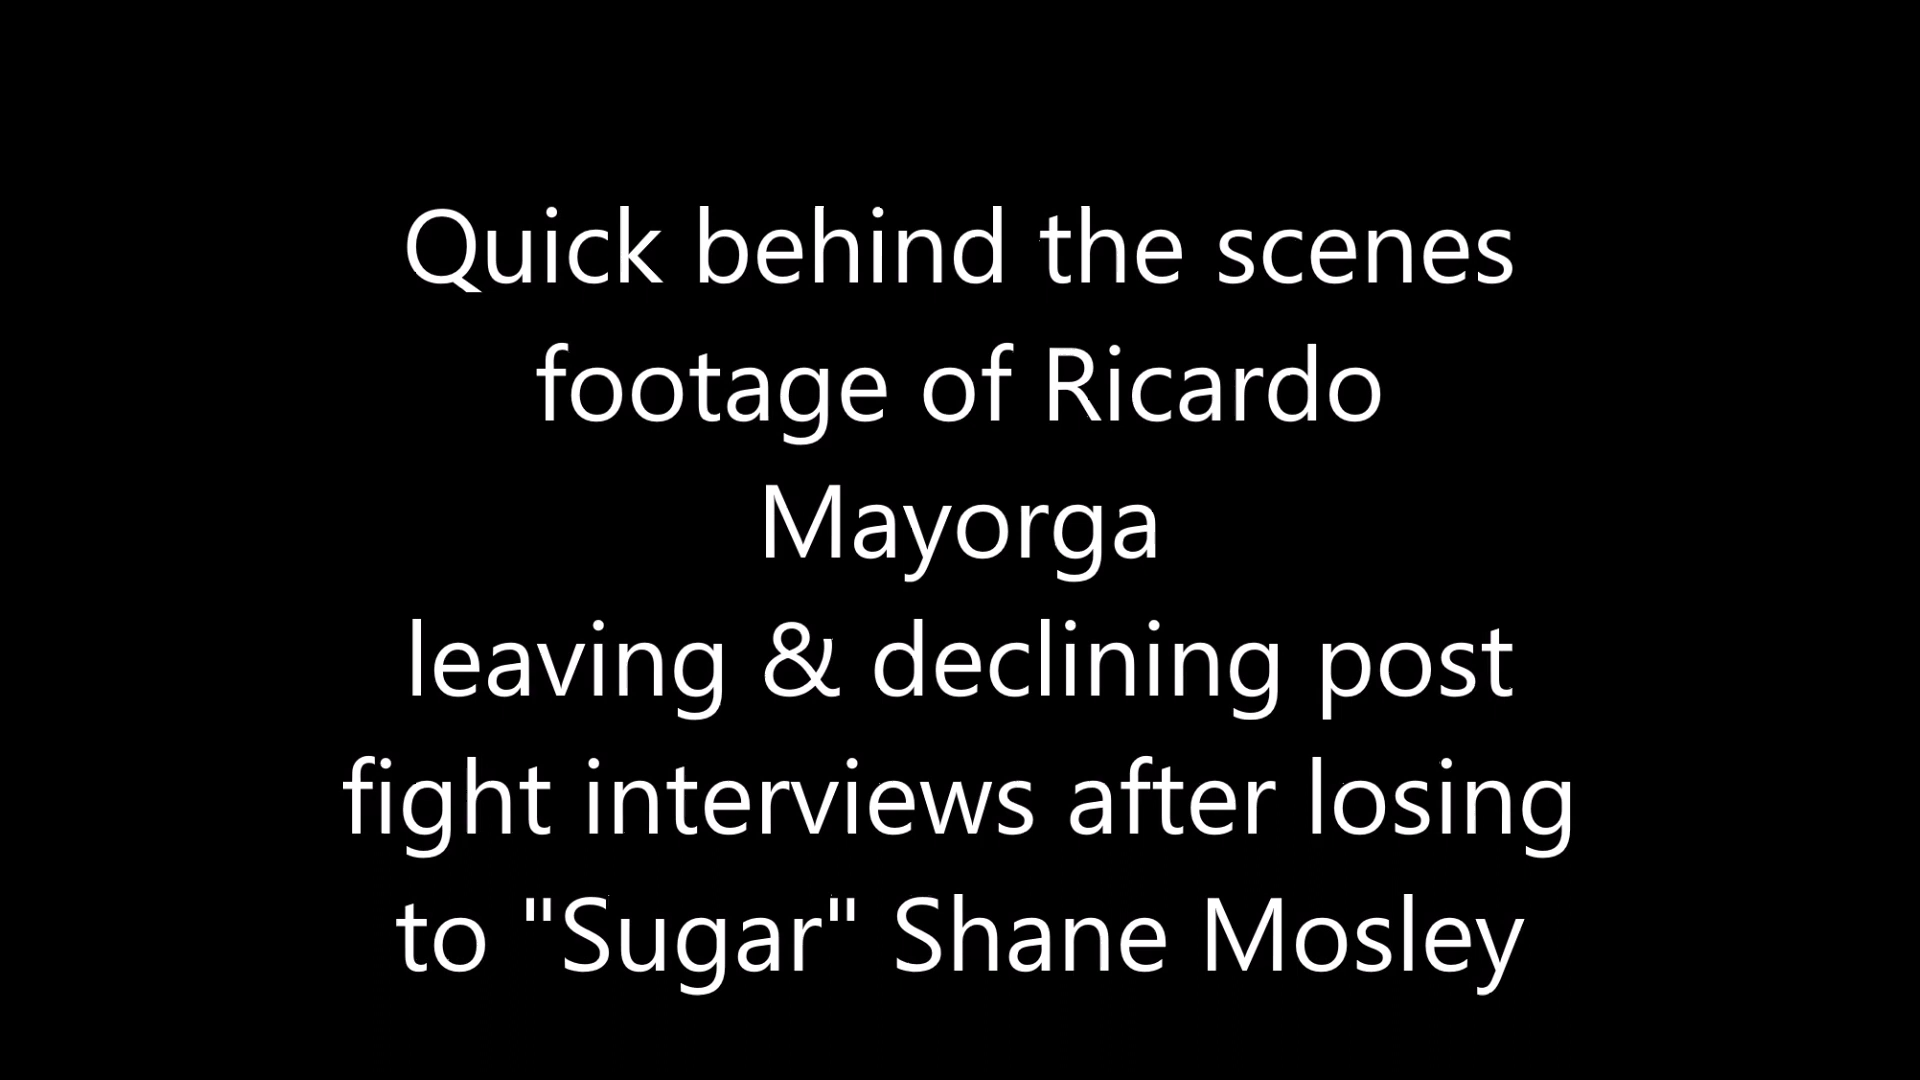 Quick behind the scenes
footage of Ricardo
Mayorga
leaving & declining post
fight interviews after losing
to "Sugar" Shane Mosley